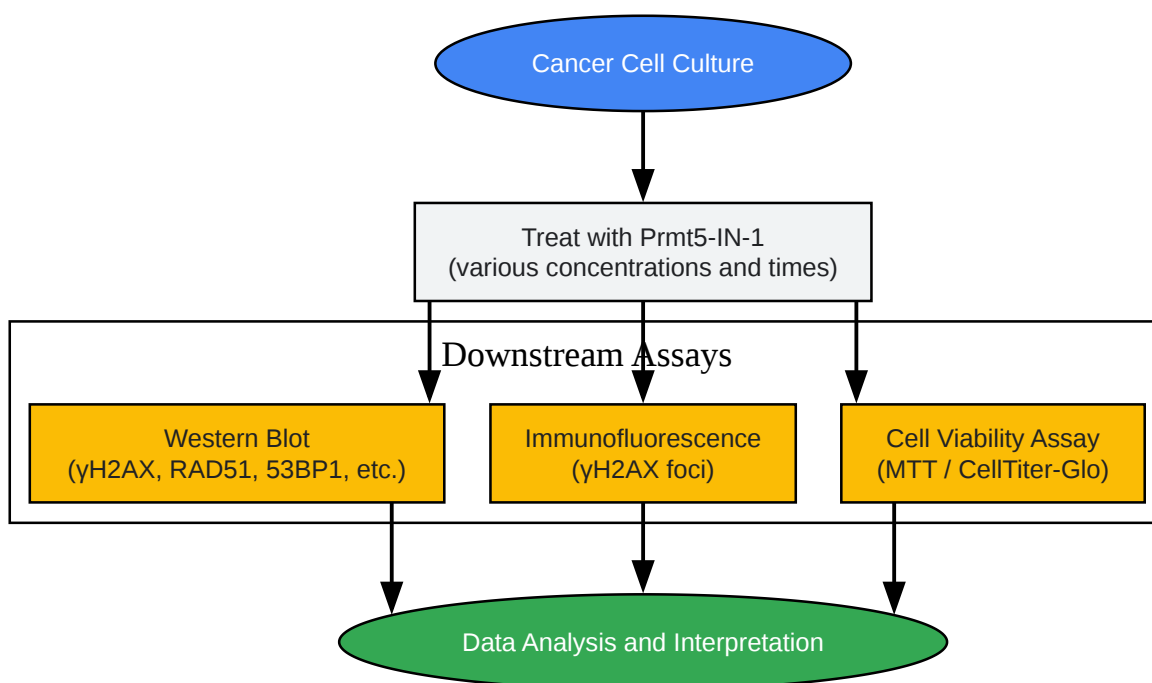 Cancer Cell Culture
Treat with Prmt5-IN-1
(various concentrations and times)
Downstream Assays
Western Blot
(γH2AX, RAD51, 53BP1, etc.)
Immunofluorescence
(γH2AX foci)
Cell Viability Assay
(MTT / CellTiter-Glo)
Data Analysis and Interpretation